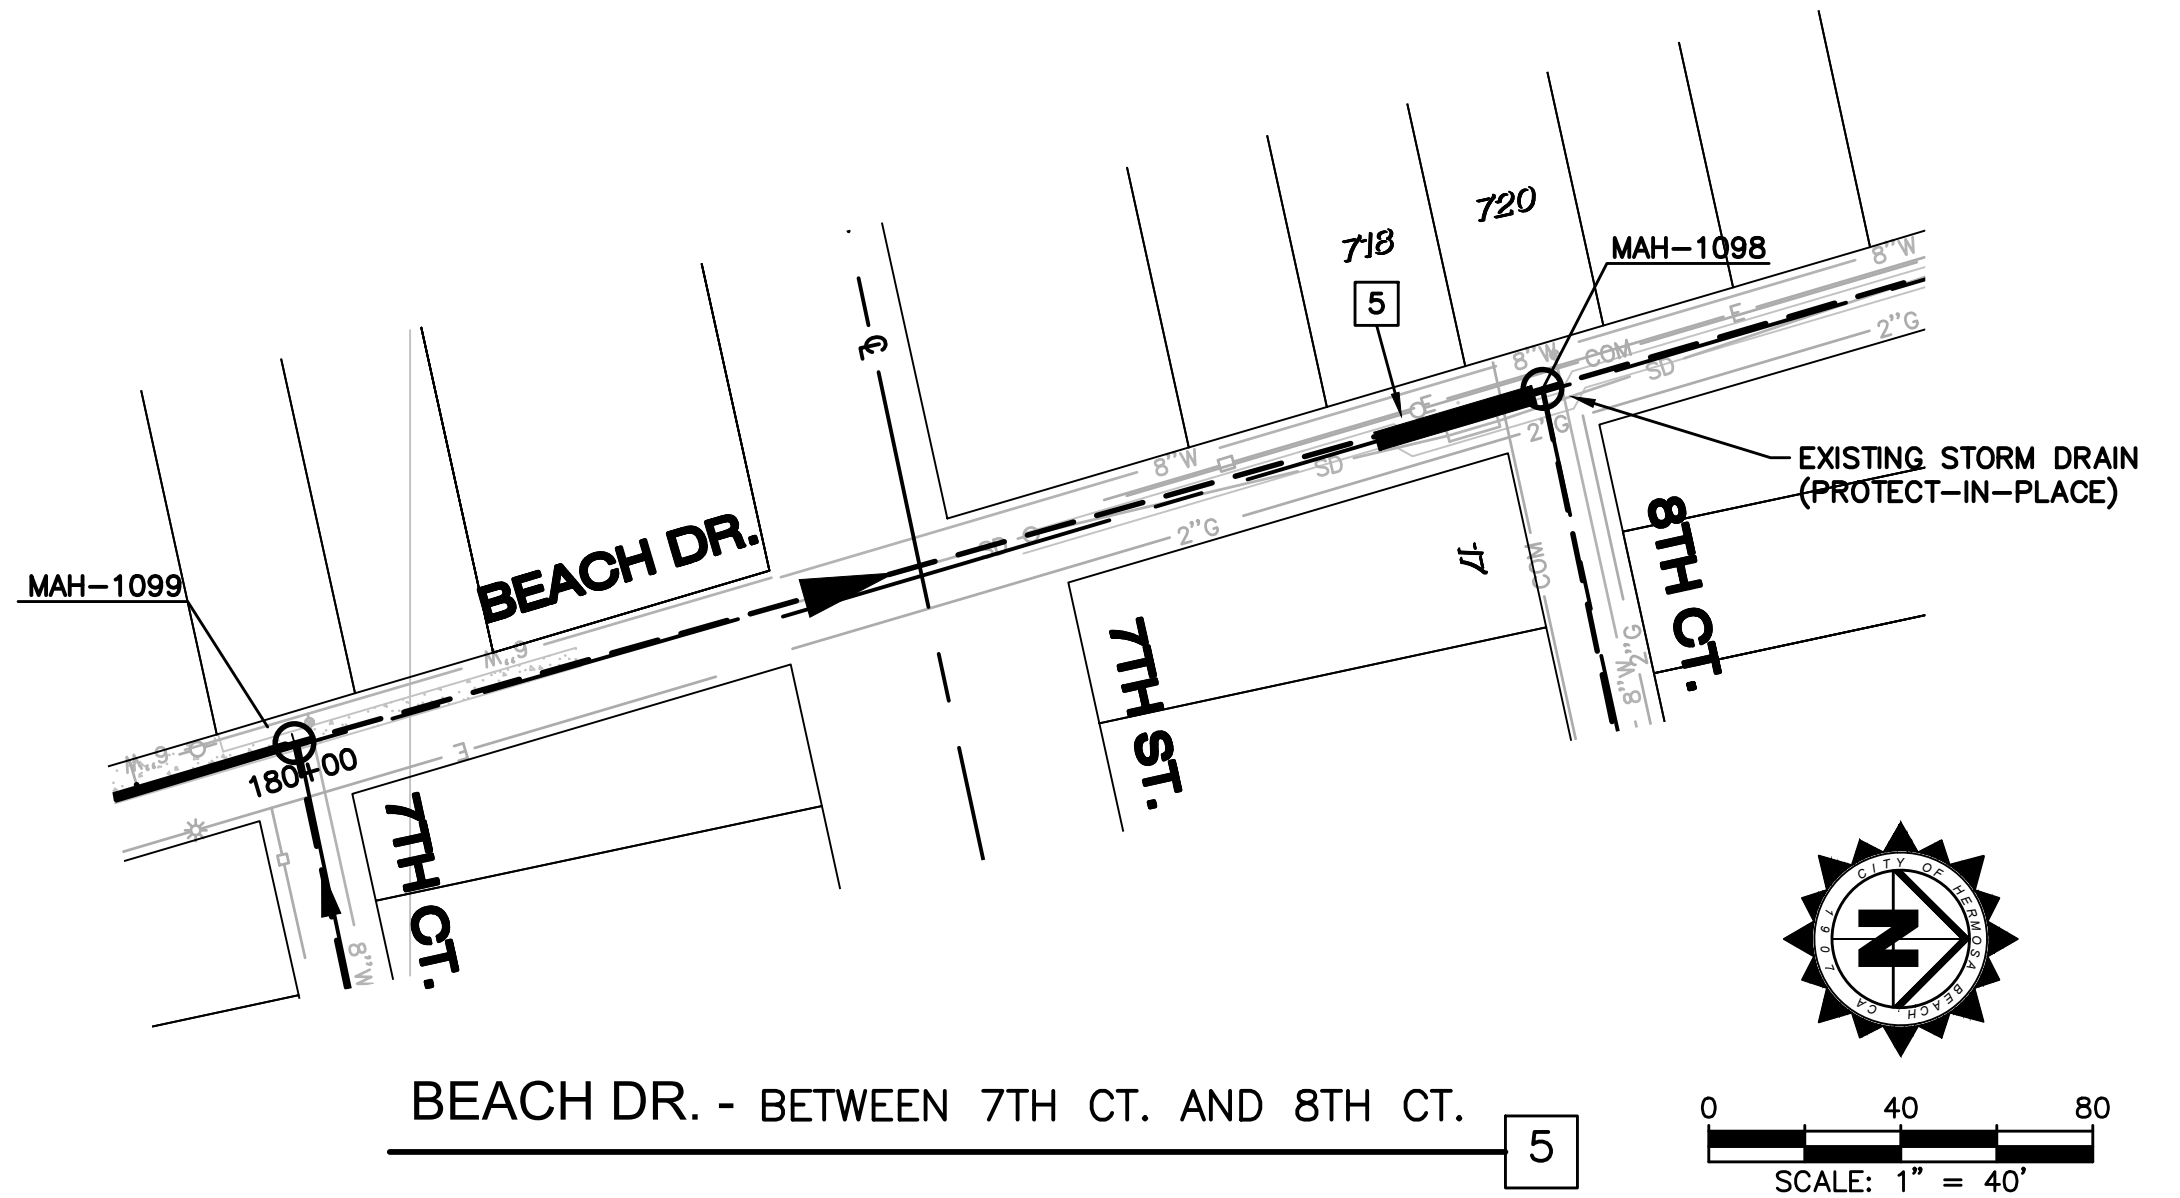 720
718
MAH-1098
8"W
5
E
2"G
℄
8"W
COM
SD
E
2"G
8"W
SD
EXISTING STORM DRAIN
(PROTECT-IN-PLACE)
BEACH DR.
SD
2"G
8TH CT.
17
COM
MAH-1099
6"W
2"G
8"W
7TH ST.
6"W
E
180+00
7TH CT.
8"W
CITY OF HERMOSA BEACH, CA
1907
N
BEACH DR. - BETWEEN 7TH CT. AND 8TH CT.
5
0 40 80
SCALE: 1" = 40'